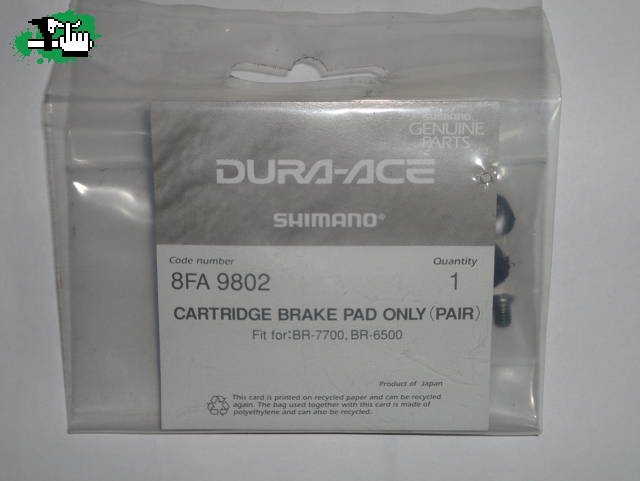 SHIMANO
GENUINE
PARTS
DURA-ACE
SHIMANO®
Code number
Quantity
8FA 9802
1
CARTRIDGE BRAKE PAD ONLY (PAIR)
Fit for:BR-7700, BR-6500
Product of Japan
This card is printed on recycled paper and can be recycled
again. The bag used together with this card is made of
polyethylene and can also be recycled.